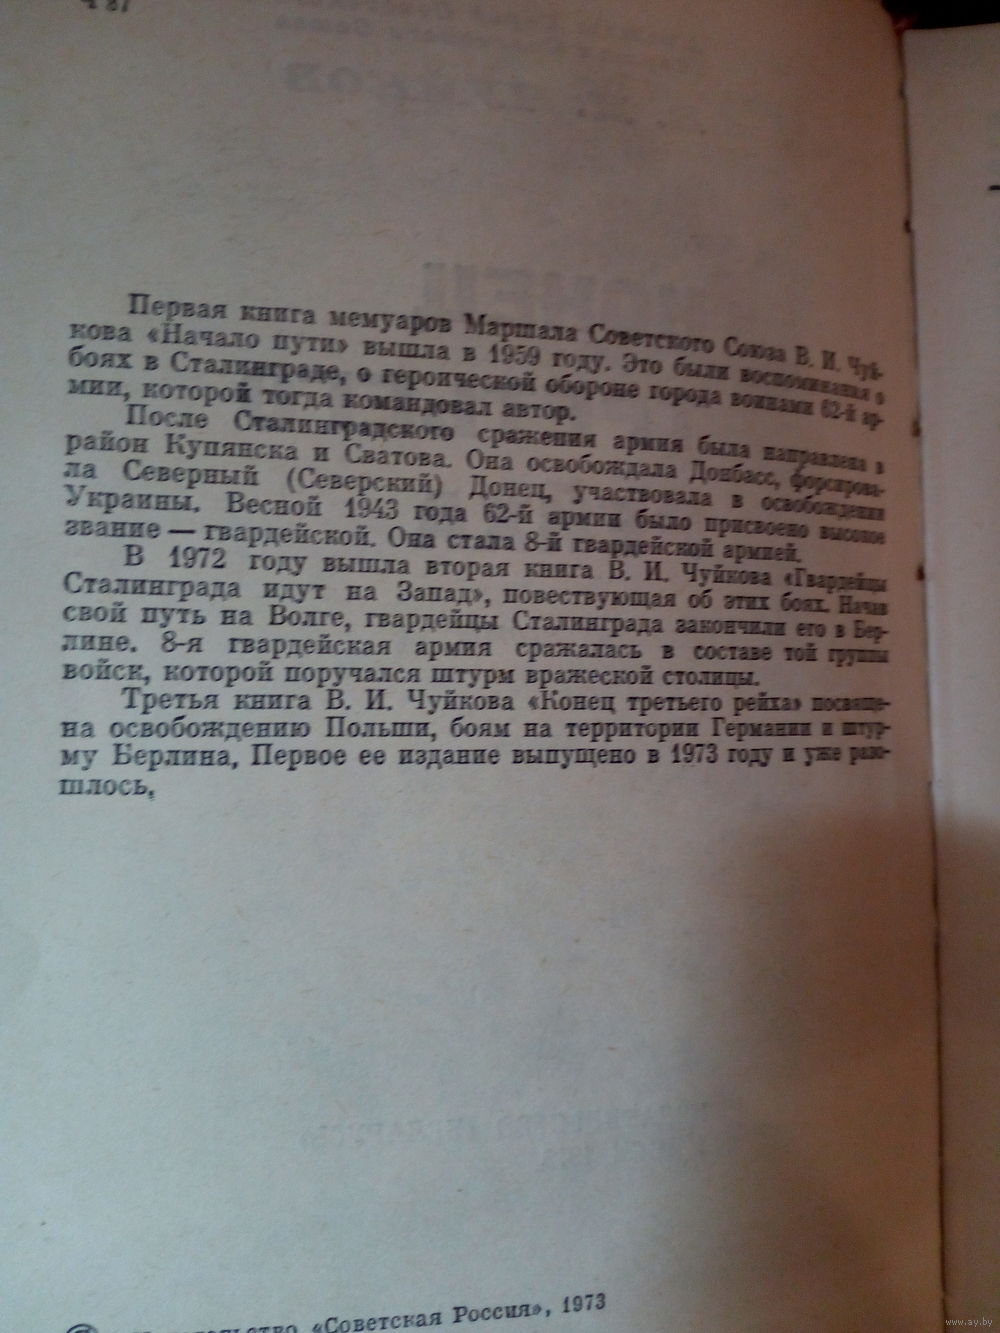 Ч 87
Первая книга мемуаров Маршала Советского Союза В. И. Чуй-
кова «Начало пути» вышла в 1959 году. Это были воспоминания о
боях в Сталинграде, о героической обороне города воинами 62-й ар-
мии, которой тогда командовал автор.
После Сталинградского сражения армия была направлена в
район Купянска и Сватова. Она освобождала Донбасс, форсирова-
ла Северный (Северский) Донец, участвовала в освобождении
Украины. Весной 1943 года 62-й армии было присвоено высокое
звание — гвардейской. Она стала 8-й гвардейской армией.
В 1972 году вышла вторая книга В. И. Чуйкова «Гвардейцы
Сталинграда идут на Запад», повествующая об этих боях. Начав
свой путь на Волге, гвардейцы Сталинграда закончили его в Бер-
лине. 8-я гвардейская армия сражалась в составе той группы
войск, которой поручался штурм вражеской столицы.
Третья книга В. И. Чуйкова «Конец третьего рейха» посвяще-
на освобождению Польши, боям на территории Германии и штур-
му Берлина, Первое ее издание выпущено в 1973 году и уже разо-
шлось,
«Советская Россия», 1973
www.ay.by